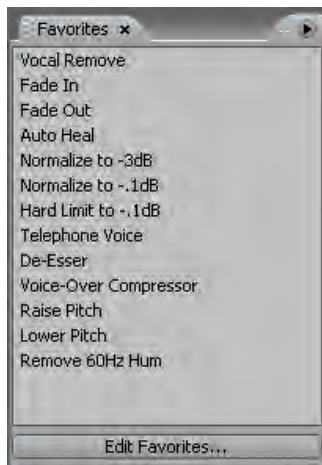 Favorites x
Vocal Remove
Fade In
Fade Out
Auto Heal
Normalize to -3dB
Normalize to -.1dB
Hard Limit to -.1dB
Telephone Voice
De-Esser
Voice-Over Compressor
Raise Pitch
Lower Pitch
Remove 60Hz Hum
Edit Favorites...